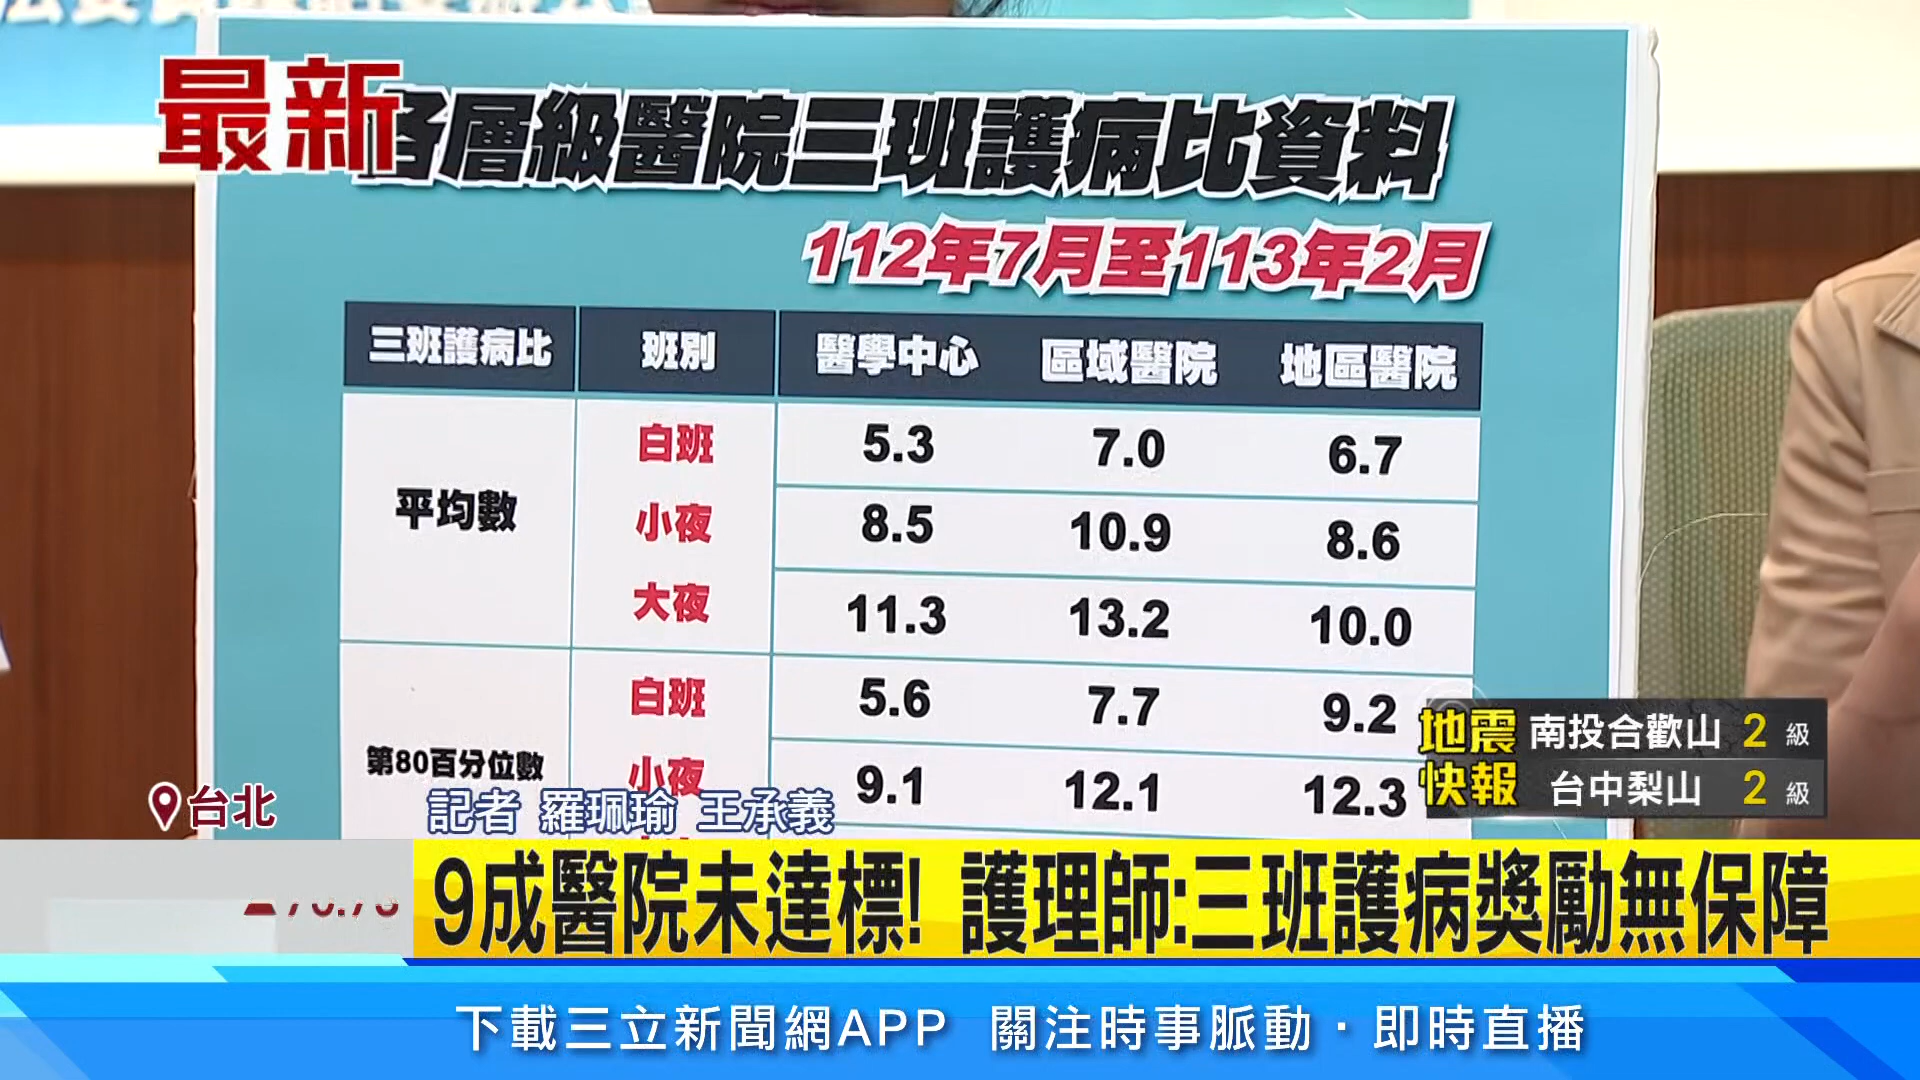 最新
各層級醫院三班護病比資料
112年7月至113年2月
三班護病比 班別 醫學中心 區域醫院 地區醫院
白班 5.3 7.0 6.7
平均數 小夜 8.5 10.9 8.6
大夜 11.3 13.2 10.0
白班 5.6 7.7 9.2
第80百分位數 小夜 9.1 12.1 12.3
地震快報
南投合歡山 2級
台中梨山 2級
台北
記者 羅珮瑜 王承義
9成醫院未達標! 護理師:三班護病獎勵無保障
下載三立新聞網APP 關注時事脈動・即時直播